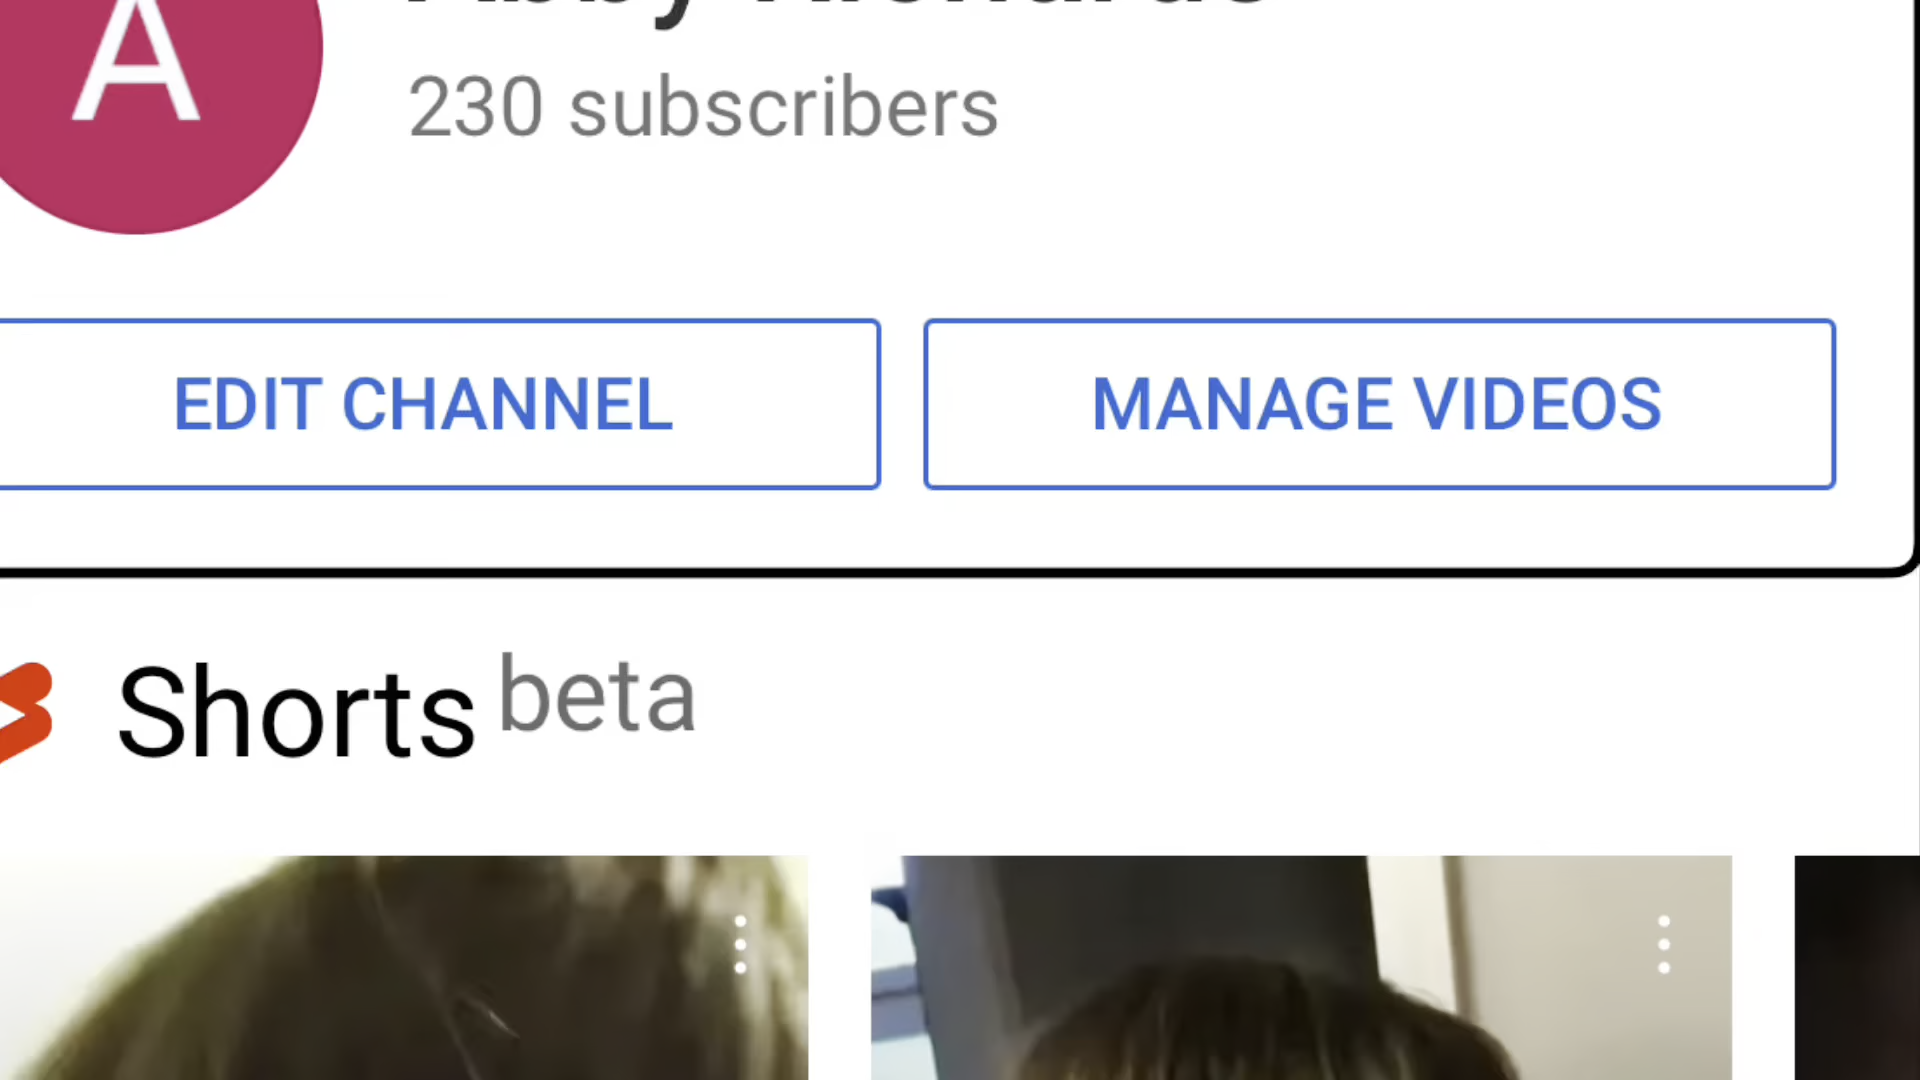 A
230 subscribers
EDIT CHANNEL
MANAGE VIDEOS
Shorts beta